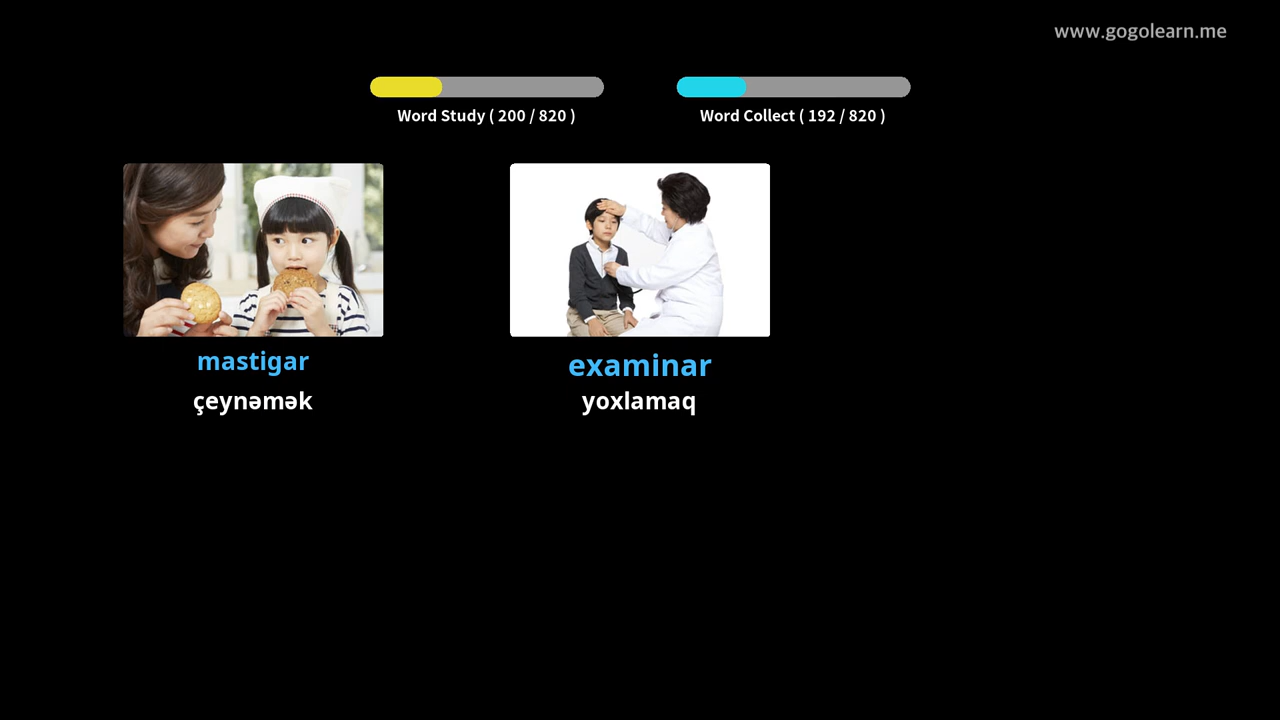 www.gogolearn.me
Word Study ( 200 / 820 )
Word Collect ( 192 / 820 )
mastigar
çeynəmək
examinar
yoxlamaq